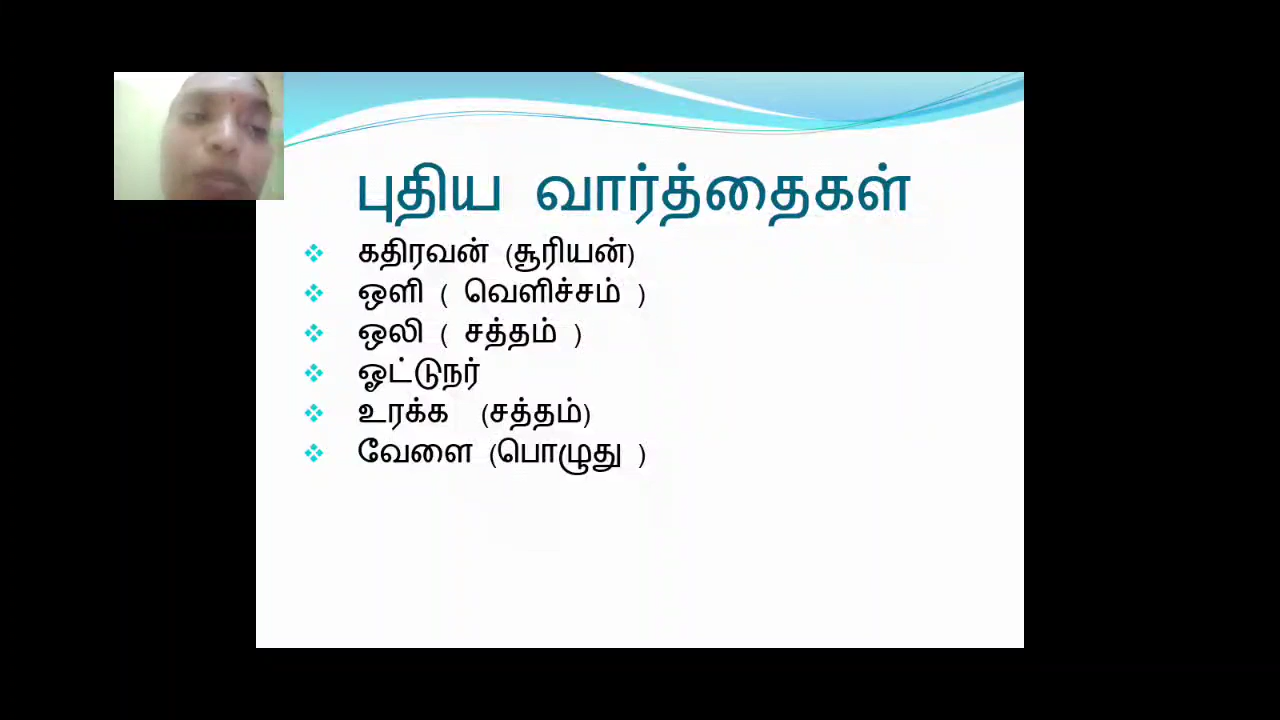 புதிய வார்த்தைகள்
கதிரவன் (சூரியன்)
ஒளி ( வெளிச்சம் )
ஒலி ( சத்தம் )
ஓட்டுநர்
உரக்க (சத்தம்)
வேளை (பொழுது )